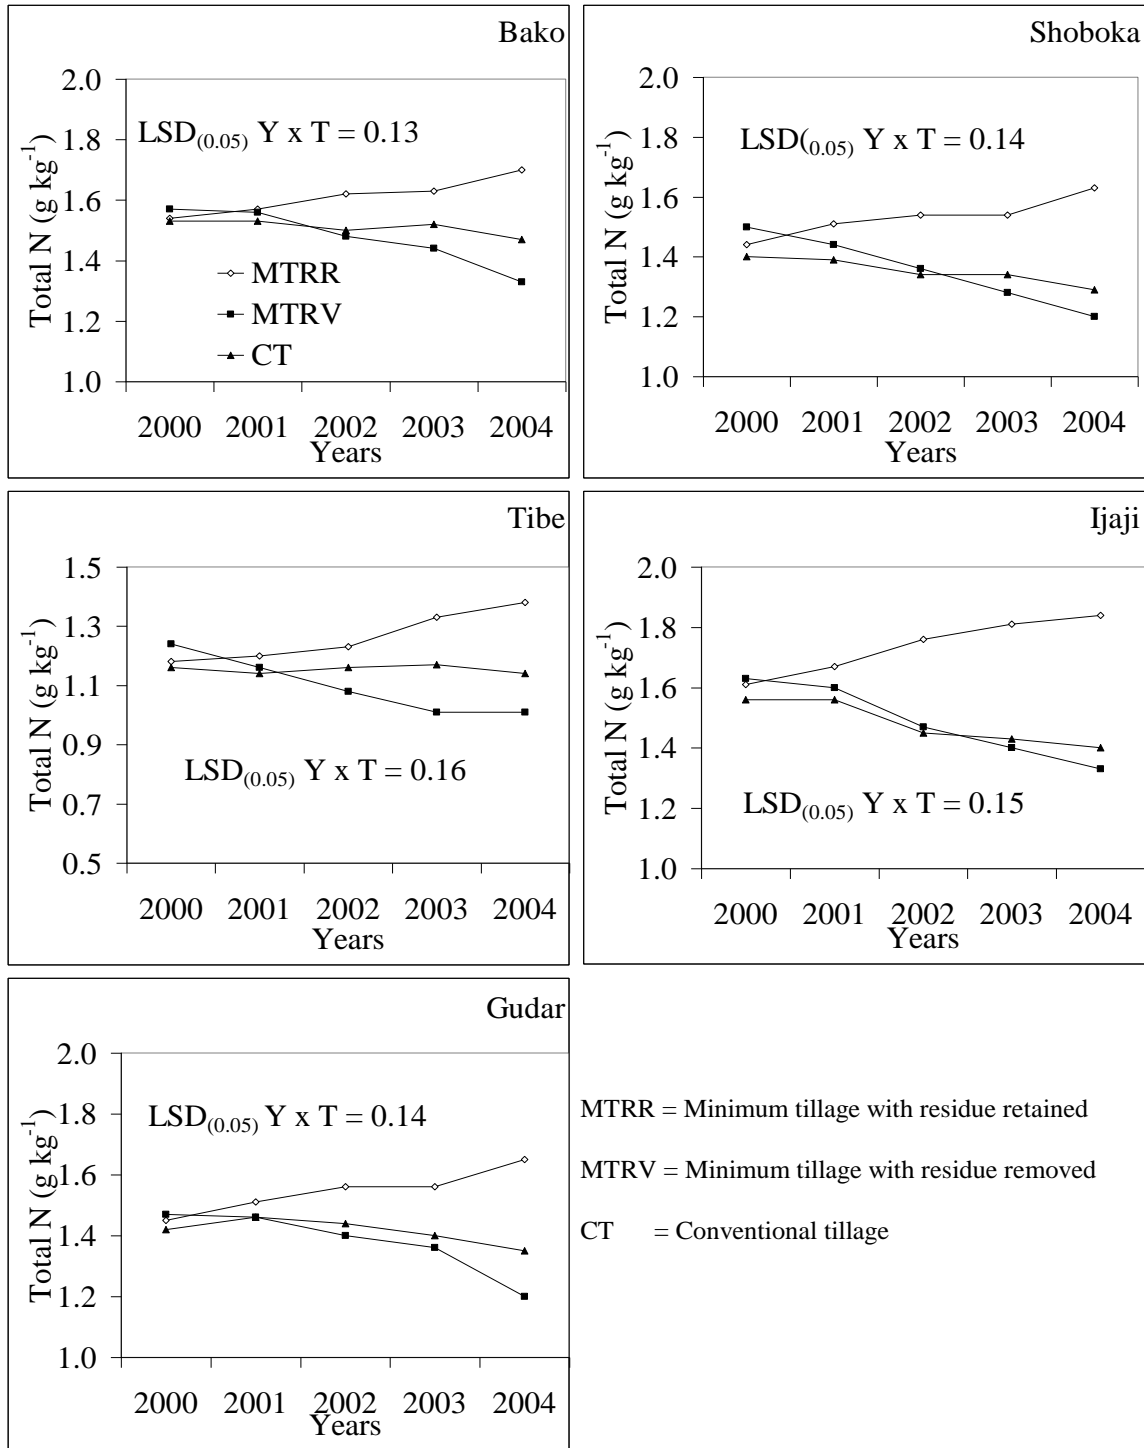 Bako
2.0
LSD(0.05) Y x T = 0.13
1.8
1.6
1.4
1.2
1.0
Total N (g kg-1)
MTRR
MTRV
CT
2000 2001 2002 2003 2004
Years
Shoboka
2.0
LSD(0.05) Y x T = 0.14
1.8
1.6
1.4
1.2
1.0
Total N (g kg-1)
2000 2001 2002 2003 2004
Years
Tibe
1.5
1.3
1.1
0.9
0.7
0.5
Total N (g kg-1)
LSD(0.05) Y x T = 0.16
2000 2001 2002 2003 2004
Years
Ijaji
2.0
1.8
1.6
1.4
1.2
1.0
Total N (g kg-1)
LSD(0.05) Y x T = 0.15
2000 2001 2002 2003 2004
Years
Gudar
2.0
LSD(0.05) Y x T = 0.14
1.8
1.6
1.4
1.2
1.0
Total N (g kg-1)
2000 2001 2002 2003 2004
Years
MTRR = Minimum tillage with residue retained
MTRV = Minimum tillage with residue removed
CT = Conventional tillage